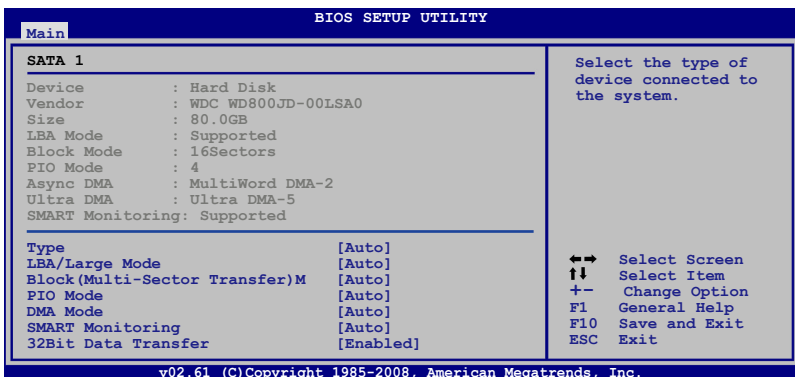 BIOS SETUP UTILITY
Main
SATA 1
Device : Hard Disk
Vendor : WDC WD800JD-00LSA0
Size : 80.0GB
LBA Mode : Supported
Block Mode : 16Sectors
PIO Mode : 4
Async DMA : MultiWord DMA-2
Ultra DMA : Ultra DMA-5
SMART Monitoring: Supported
Type [Auto]
LBA/Large Mode [Auto]
Block(Multi-Sector Transfer)M [Auto]
PIO Mode [Auto]
DMA Mode [Auto]
SMART Monitoring [Auto]
32Bit Data Transfer [Enabled]
Select the type of
device connected to
the system.
←→ Select Screen
↑↓ Select Item
+- Change Option
F1 General Help
F10 Save and Exit
ESC Exit
v02.61 (C)Copyright 1985-2008, American Megatrends, Inc.